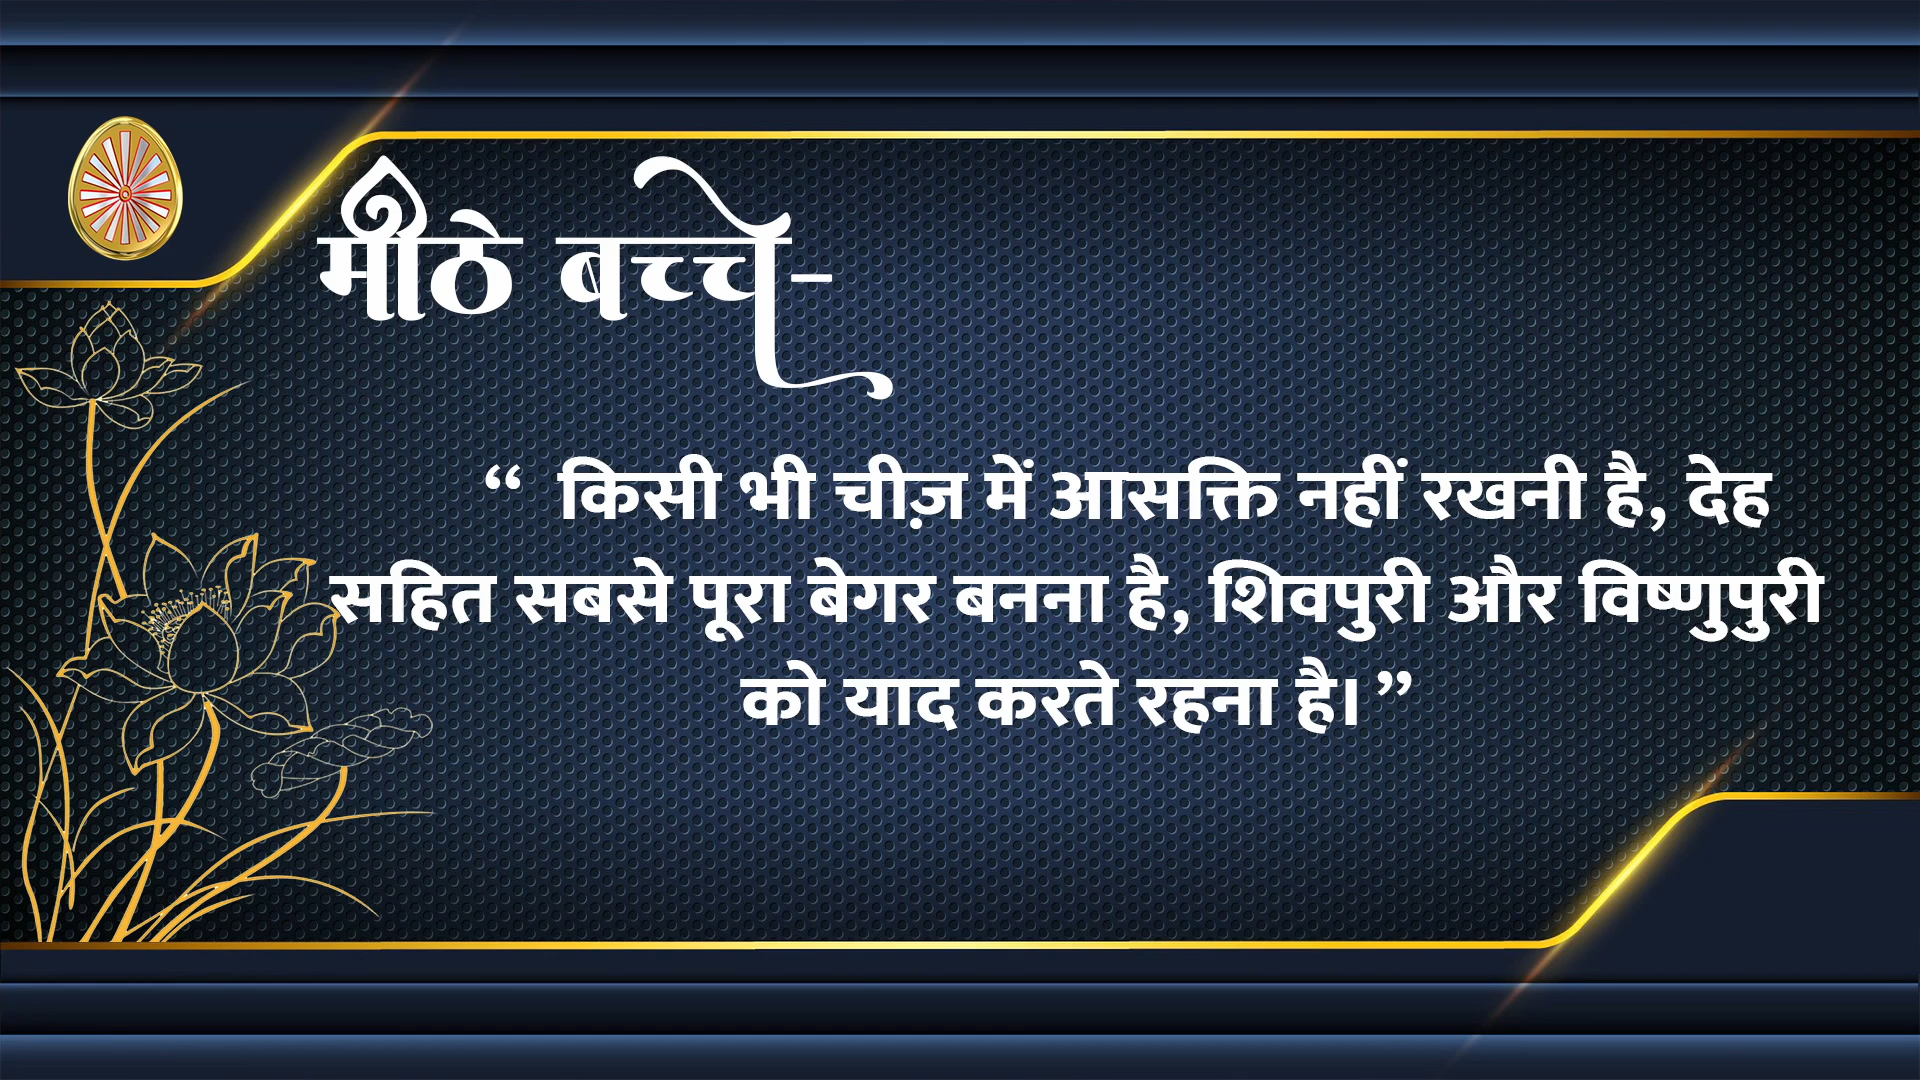 मीठे बच्चे-
“ किसी भी चीज़ में आसक्ति नहीं रखनी है, देह
सहित सबसे पूरा बेगर बनना है, शिवपुरी और विष्णुपुरी
को याद करते रहना है।”